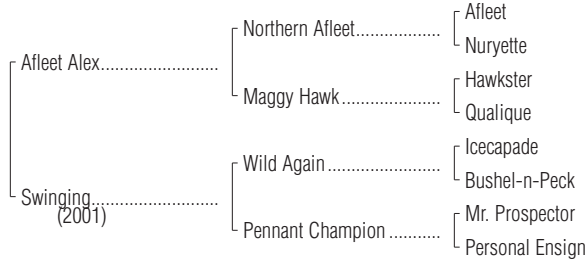 Afleet
Northern Afleet..................
Nuryette
Afleet Alex.........................
Hawkster
Maggy Hawk .....................
Qualique
Icecapade
Wild Again ........................
Bushel-n-Peck
Swinging...........................
(2001)
Mr. Prospector
Pennant Champion ...........
Personal Ensign